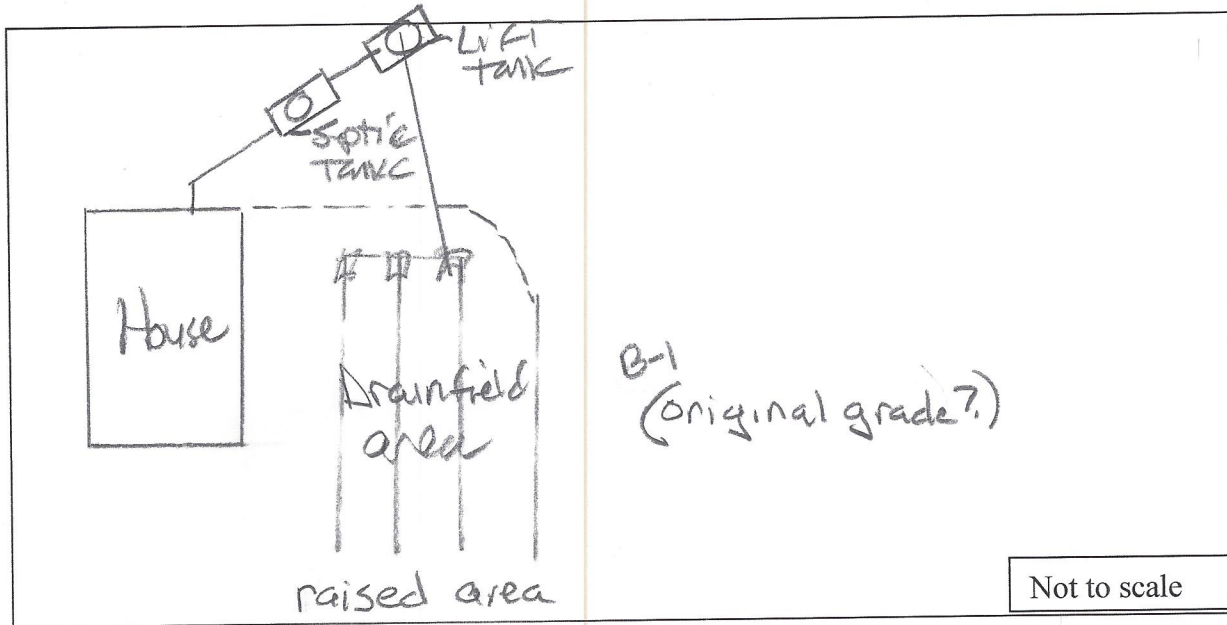 Lift
tank
Septic
Tank
House
Drainfield
area
B-1
(original grade?)
raised area
Not to scale